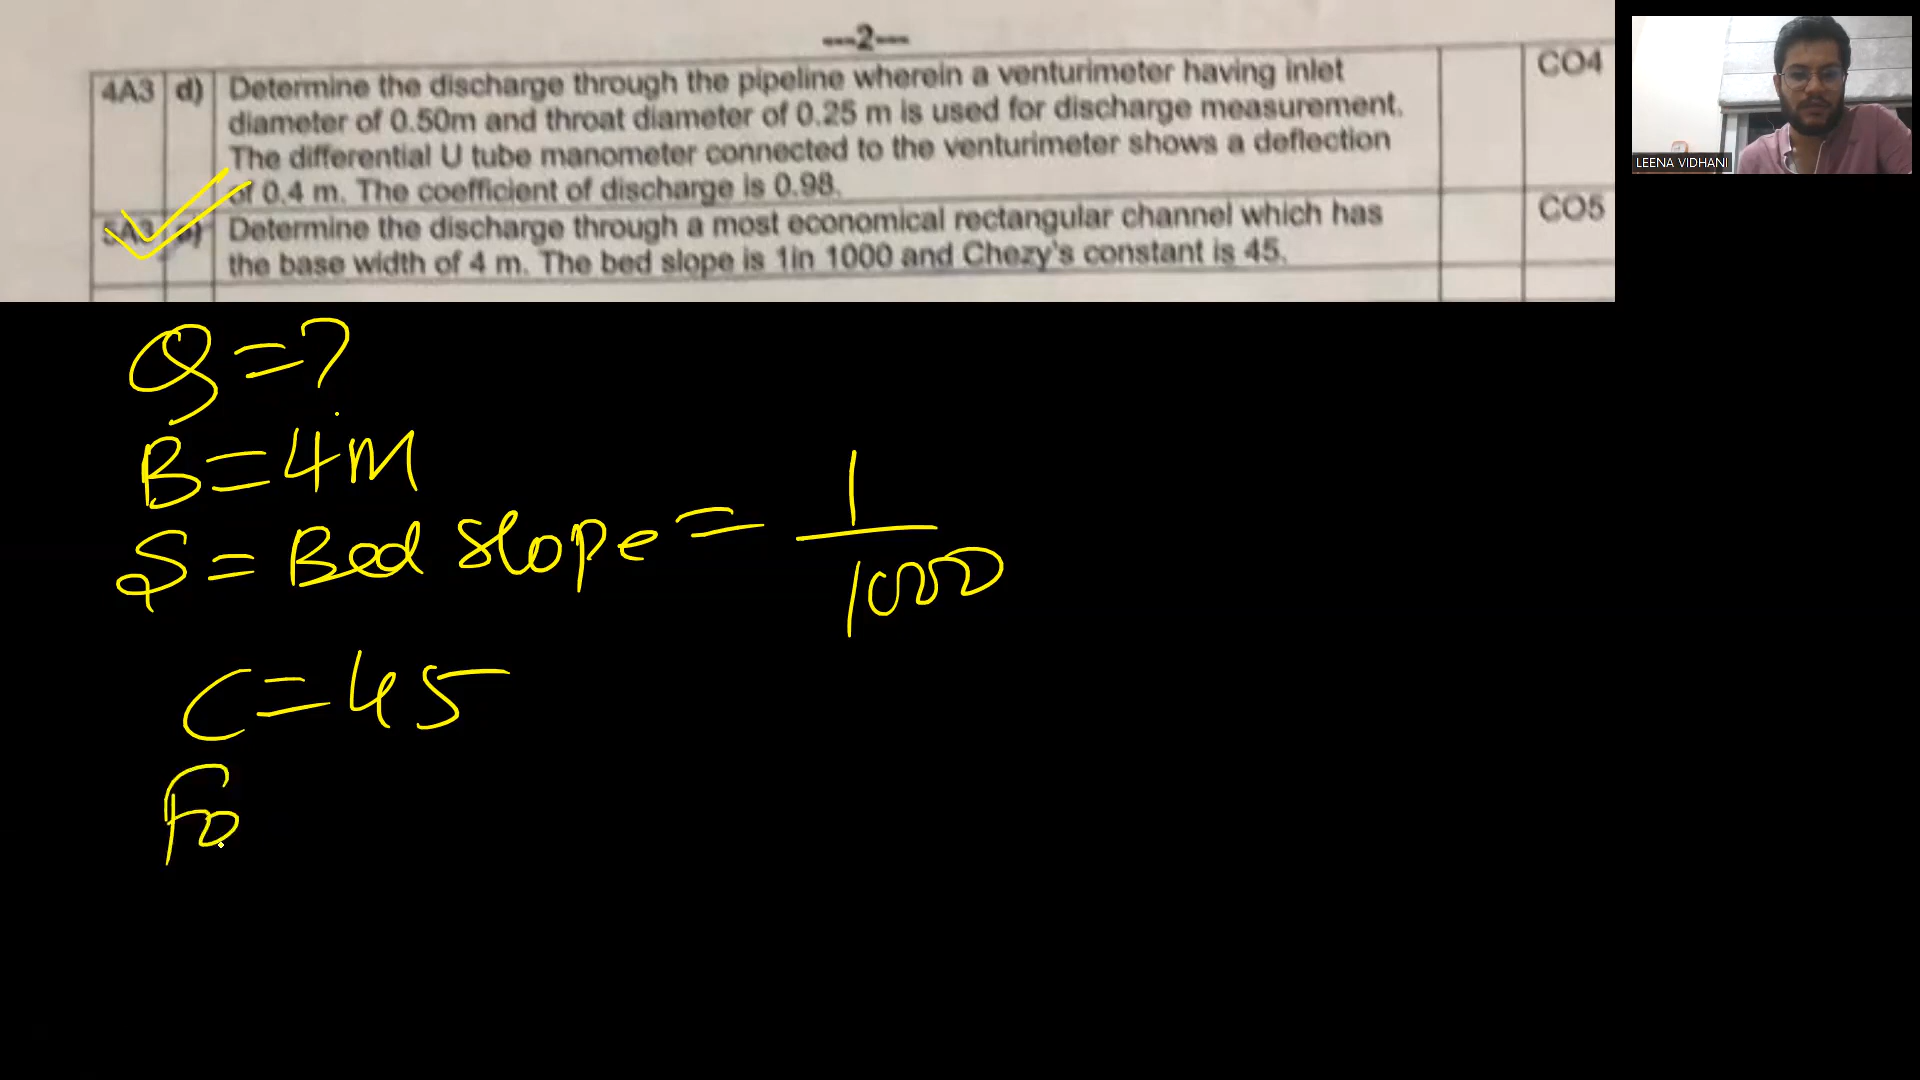 ---2---
4A3 d) Determine the discharge through the pipeline wherein a venturimeter having inlet CO4
diameter of 0.50m and throat diameter of 0.25 m is used for discharge measurement.
The differential U tube manometer connected to the venturimeter shows a deflection
of 0.4 m. The coefficient of discharge is 0.98.
Determine the discharge through a most economical rectangular channel which has CO5
the base width of 4 m. The bed slope is 1in 1000 and Chezy's constant is 45.
LEENA VIDHANI
Q=?
B=4m
S = Bed slope = 1/1000
C=45
Fo